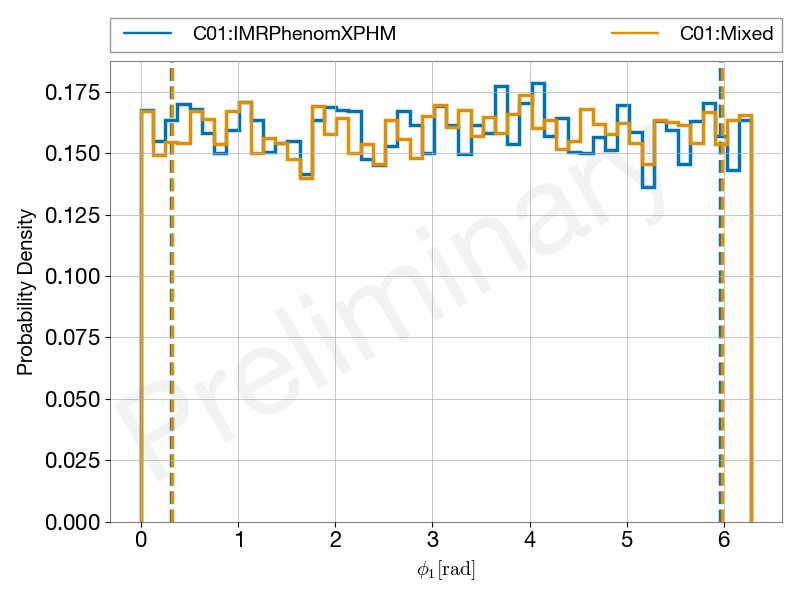 C01:IMRPhenomXPHM C01:Mixed
0.175
0.150
0.125
0.100
0.075
0.050
0.025
0.000
Probability Density
Preliminary
0 1 2 3 4 5 6
ϕ₁[rad]